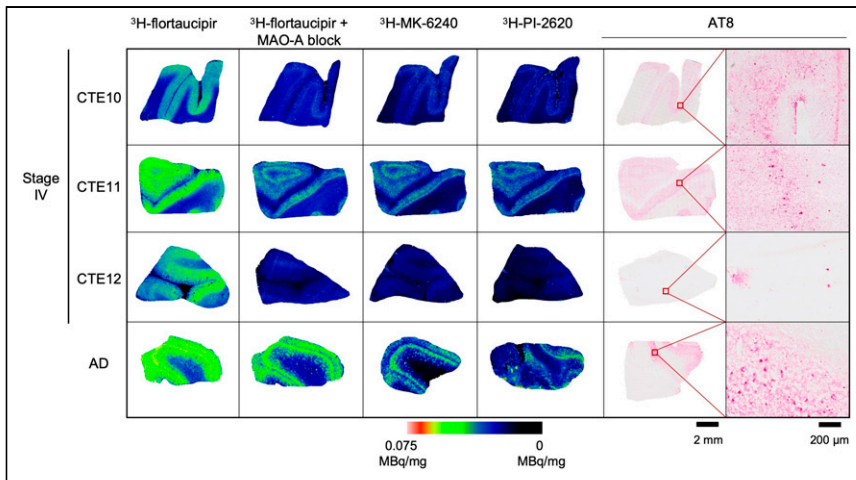 ³H-flortaucipir
³H-flortaucipir +
MAO-A block
³H-MK-6240
³H-PI-2620
AT8
Stage
IV
CTE10
CTE11
CTE12
AD
0.075
MBq/mg
0
MBq/mg
2 mm
200 µm